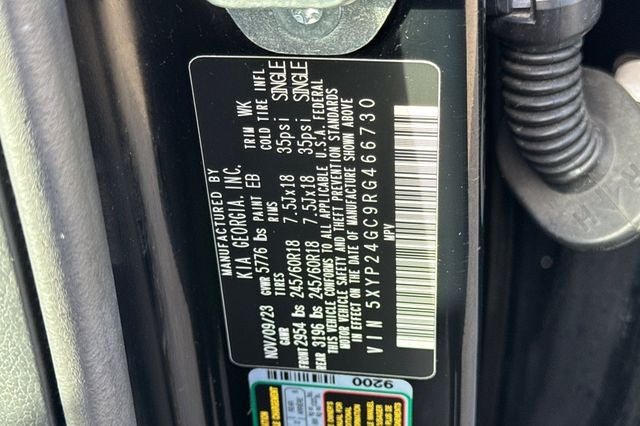 MANUFACTURED BY
KIA GEORGIA, INC.
NOV/09/23 GVWR 5776 lbs PAINT EB TRIM WK
GAWR TIRES RIMS COLD TIRE INFL
FRONT 2954 lbs 245/60R18 7.5Jx18 35psi SINGLE
REAR 3196 lbs 245/60R18 7.5Jx18 35psi SINGLE
THIS VEHICLE CONFORMS TO ALL APPLICABLE U.S.A. FEDERAL
MOTOR VEHICLE SAFETY AND THEFT PREVENTION STANDARDS
IN EFFECT ON THE DATE OF MANUFACTURE SHOWN ABOVE
VIN 5XYP24GC9RG466730
MPV
9200